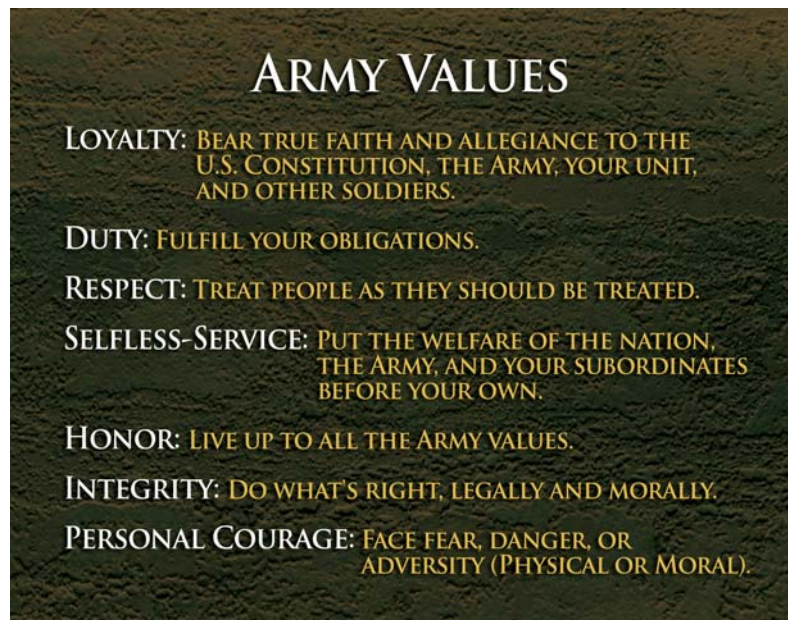 ARMY VALUES
LOYALTY: BEAR TRUE FAITH AND ALLEGIANCE TO THE
U.S. CONSTITUTION, THE ARMY, YOUR UNIT,
AND OTHER SOLDIERS.
DUTY: FULFILL YOUR OBLIGATIONS.
RESPECT: TREAT PEOPLE AS THEY SHOULD BE TREATED.
SELFLESS-SERVICE: PUT THE WELFARE OF THE NATION,
THE ARMY, AND YOUR SUBORDINATES
BEFORE YOUR OWN.
HONOR: LIVE UP TO ALL THE ARMY VALUES.
INTEGRITY: DO WHAT'S RIGHT, LEGALLY AND MORALLY.
PERSONAL COURAGE: FACE FEAR, DANGER, OR
ADVERSITY (PHYSICAL OR MORAL).